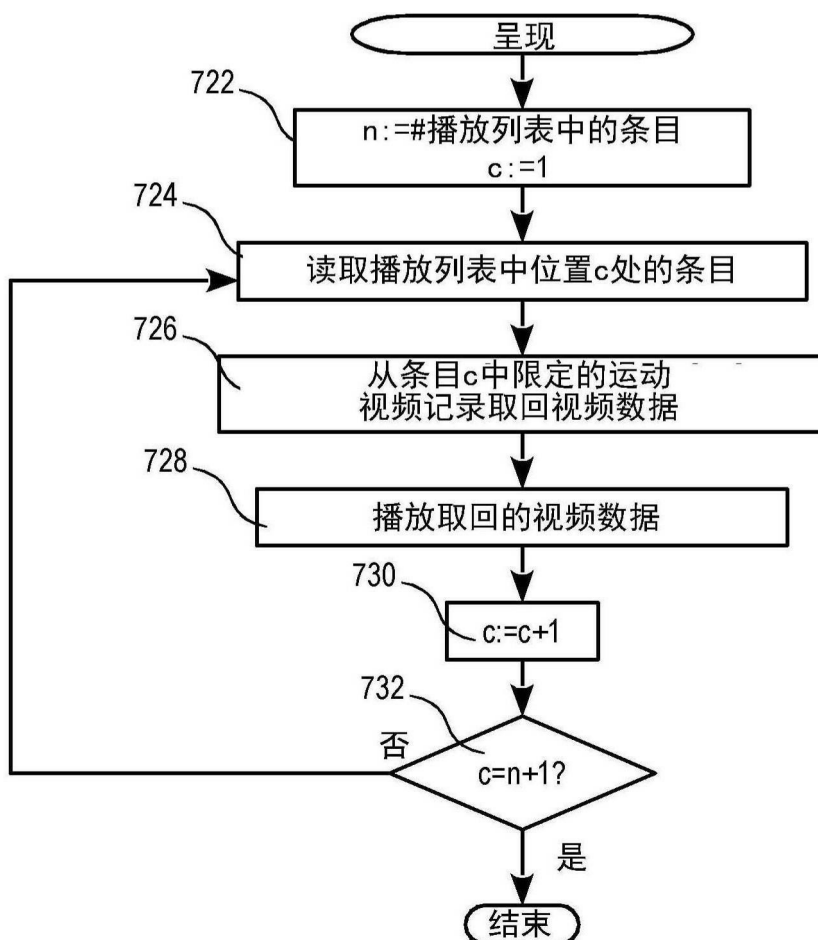 呈现
722
n:=#播放列表中的条目
c:=1
724
读取播放列表中位置c处的条目
726
从条目c中限定的运动
视频记录取回视频数据
728
播放取回的视频数据
730
c:=c+1
732
否
c=n+1?
是
结束